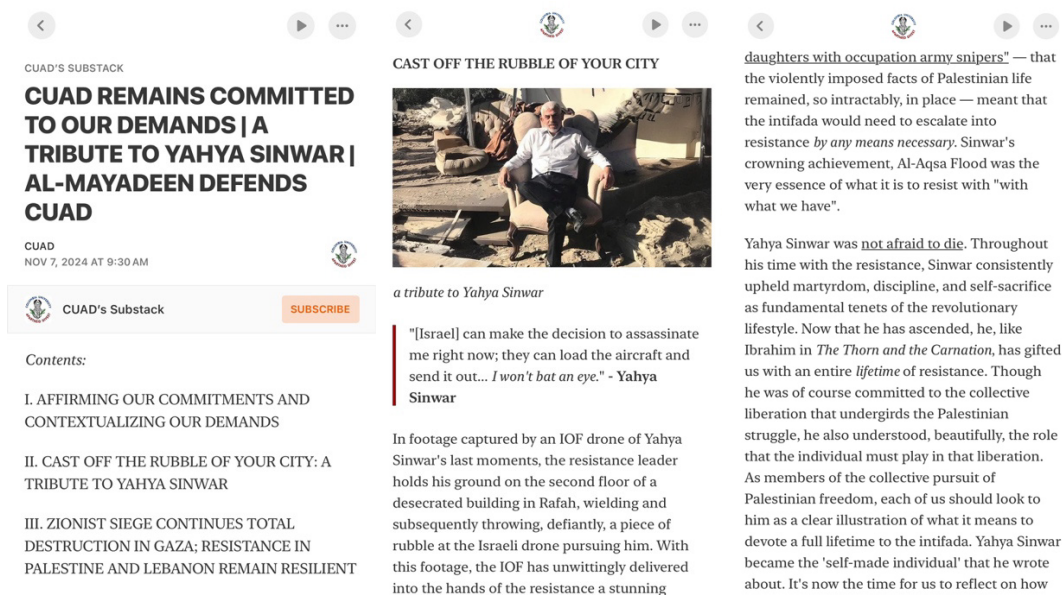 CUAD'S SUBSTACK
CUAD REMAINS COMMITTED
TO OUR DEMANDS | A
TRIBUTE TO YAHYA SINWAR |
AL-MAYADEEN DEFENDS
CUAD
CUAD
NOV 7, 2024 AT 9:30 AM
CUAD's Substack
SUBSCRIBE
Contents:
I. AFFIRMING OUR COMMITMENTS AND
CONTEXTUALIZING OUR DEMANDS
II. CAST OFF THE RUBBLE OF YOUR CITY: A
TRIBUTE TO YAHYA SINWAR
III. ZIONIST SIEGE CONTINUES TOTAL
DESTRUCTION IN GAZA; RESISTANCE IN
PALESTINE AND LEBANON REMAIN RESILIENT
CAST OFF THE RUBBLE OF YOUR CITY
a tribute to Yahya Sinwar
"[Israel] can make the decision to assassinate
me right now; they can load the aircraft and
send it out... I won't bat an eye." - Yahya
Sinwar
In footage captured by an IOF drone of Yahya
Sinwar's last moments, the resistance leader
holds his ground on the second floor of a
desecrated building in Rafah, wielding and
subsequently throwing, defiantly, a piece of
rubble at the Israeli drone pursuing him. With
this footage, the IOF has unwittingly delivered
into the hands of the resistance a stunning
daughters with occupation army snipers" — that
the violently imposed facts of Palestinian life
remained, so intractably, in place — meant that
the intifada would need to escalate into
resistance by any means necessary. Sinwar's
crowning achievement, Al-Aqsa Flood was the
very essence of what it is to resist with "with
what we have".
Yahya Sinwar was not afraid to die. Throughout
his time with the resistance, Sinwar consistently
upheld martyrdom, discipline, and self-sacrifice
as fundamental tenets of the revolutionary
lifestyle. Now that he has ascended, he, like
Ibrahim in The Thorn and the Carnation, has gifted
us with an entire lifetime of resistance. Though
he was of course committed to the collective
liberation that undergirds the Palestinian
struggle, he also understood, beautifully, the role
that the individual must play in that liberation.
As members of the collective pursuit of
Palestinian freedom, each of us should look to
him as a clear illustration of what it means to
devote a full lifetime to the intifada. Yahya Sinwar
became the 'self-made individual' that he wrote
about. It's now the time for us to reflect on how